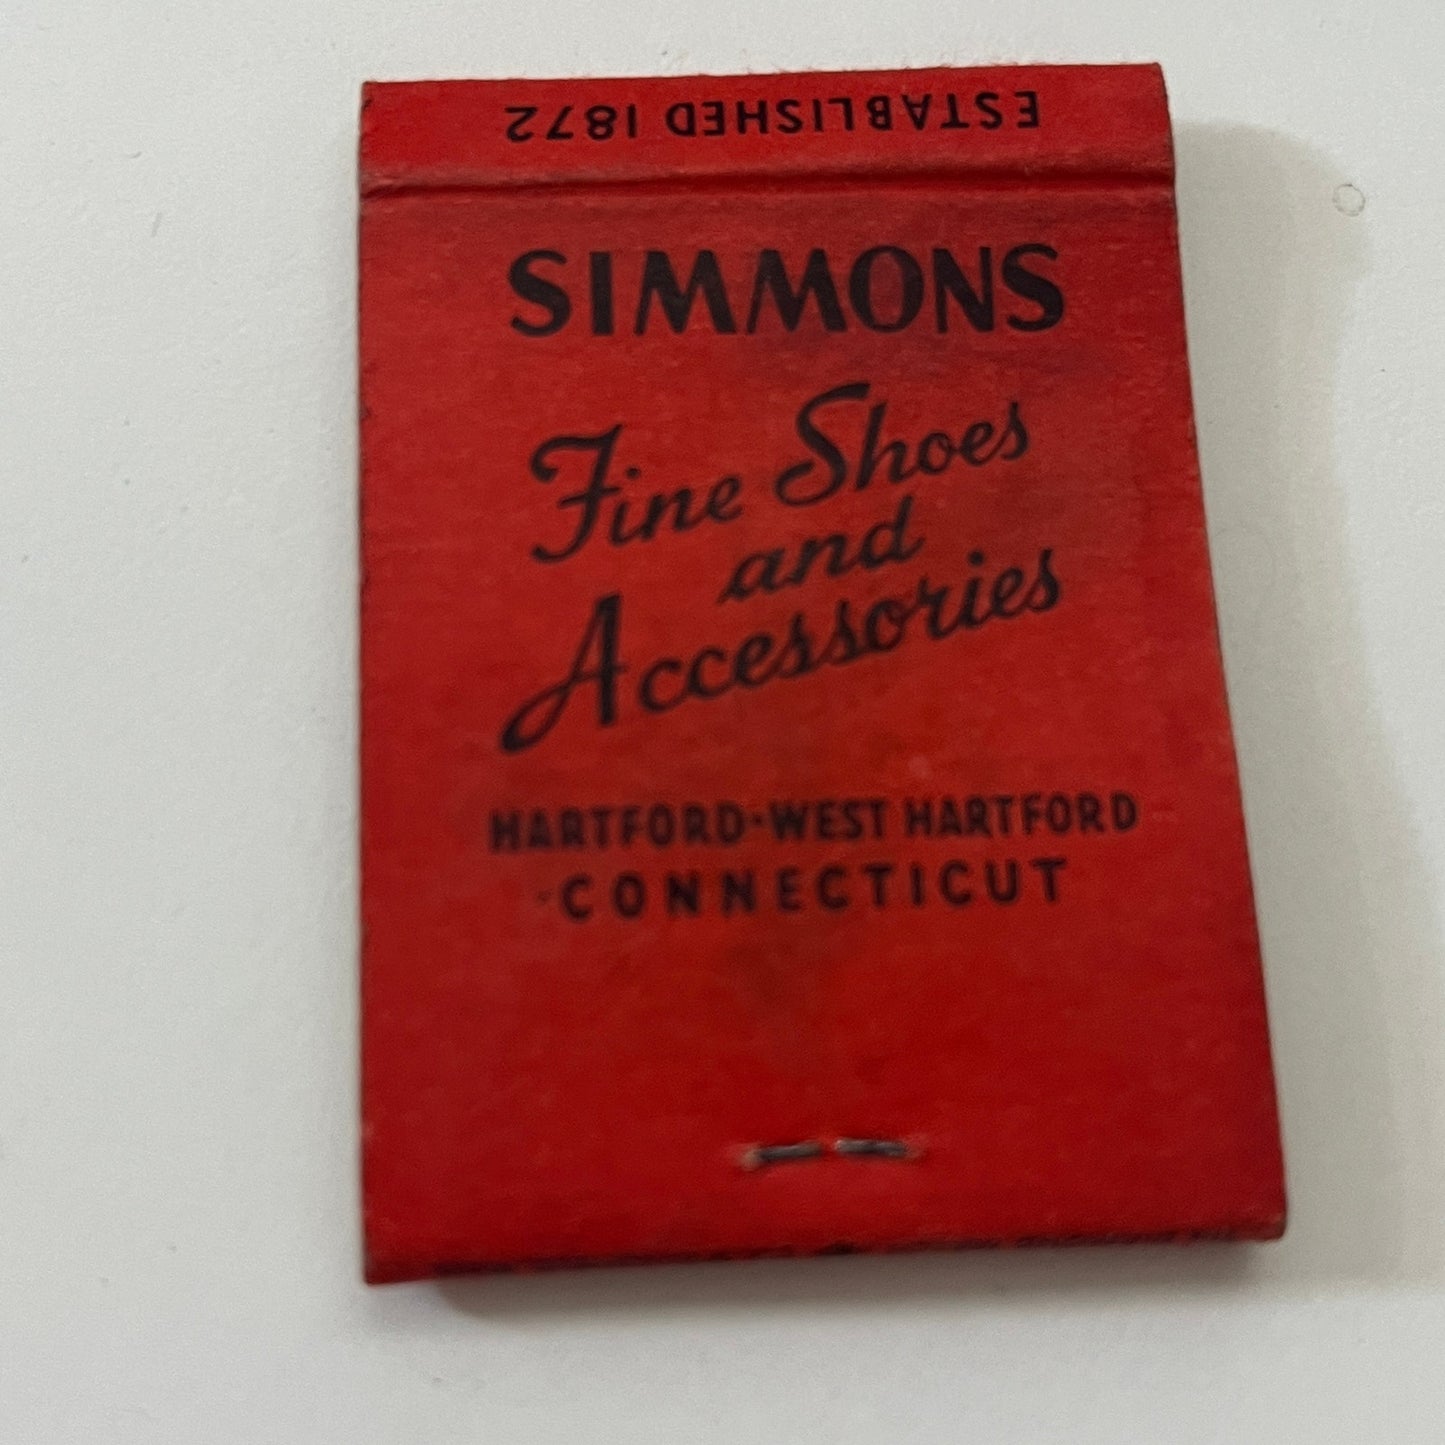 ESTABLISHED 1872
SIMMONS
Fine Shoes
and
Accessories
HARTFORD·WEST HARTFORD
CONNECTICUT